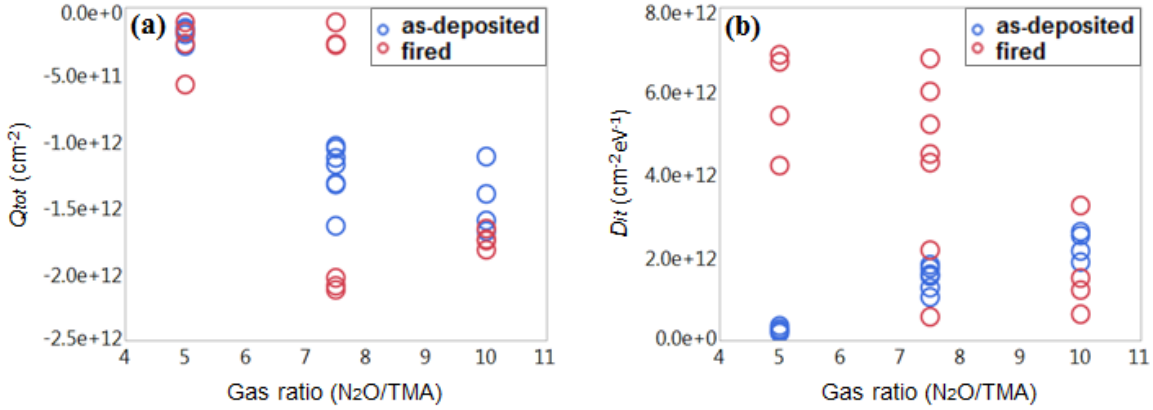 (a)
as-deposited
fired
0.0e+0
-5.0e+11
-1.0e+12
-1.5e+12
-2.0e+12
-2.5e+12
Qtot (cm-2)
4 5 6 7 8 9 10 11
Gas ratio (N2O/TMA)
(b)
as-deposited
fired
8.0e+12
6.0e+12
4.0e+12
2.0e+12
0.0e+0
Dit (cm-2eV-1)
4 5 6 7 8 9 10 11
Gas ratio (N2O/TMA)